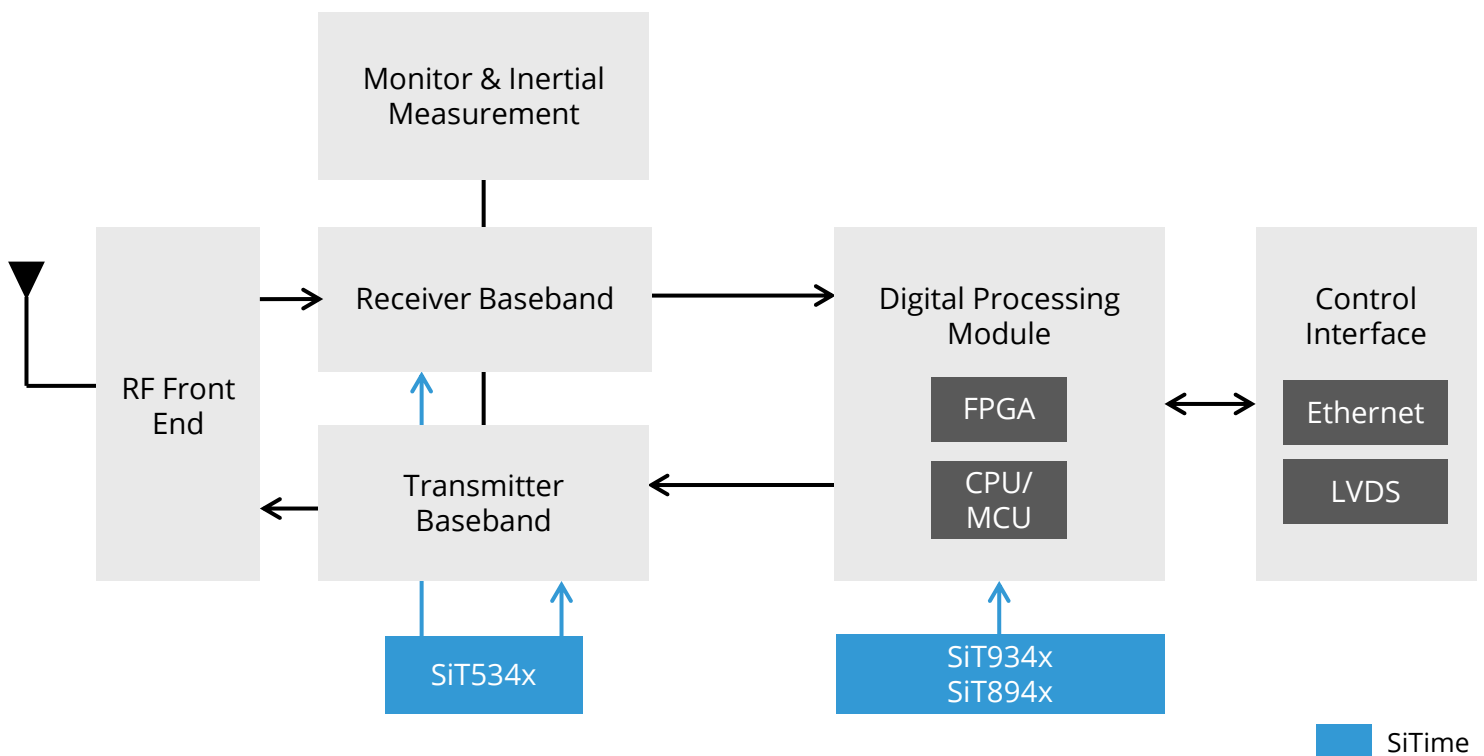 Monitor & Inertial
Measurement
RF Front
End
Receiver Baseband
Transmitter
Baseband
Digital Processing
Module
FPGA
CPU/
MCU
Control
Interface
Ethernet
LVDS
SiT534x
SiT934x
SiT894x
SiTime